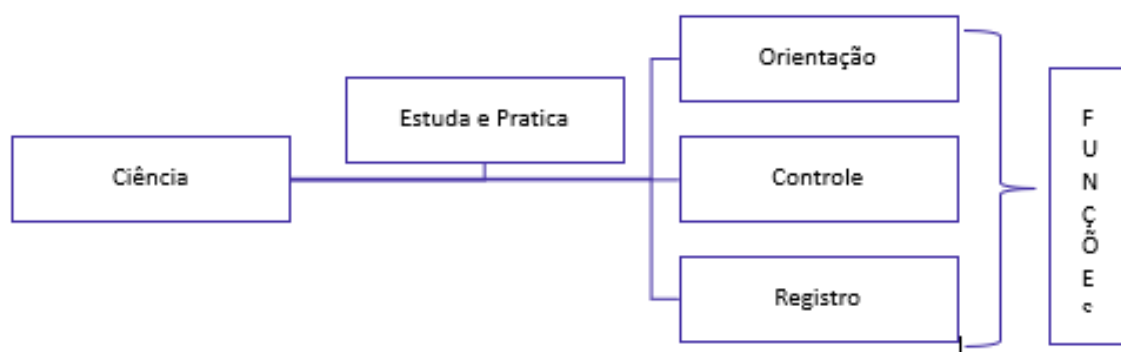 Orientação
Estuda e Pratica
Ciência
Controle
Registro
F
U
N
Ç
Õ
E
s